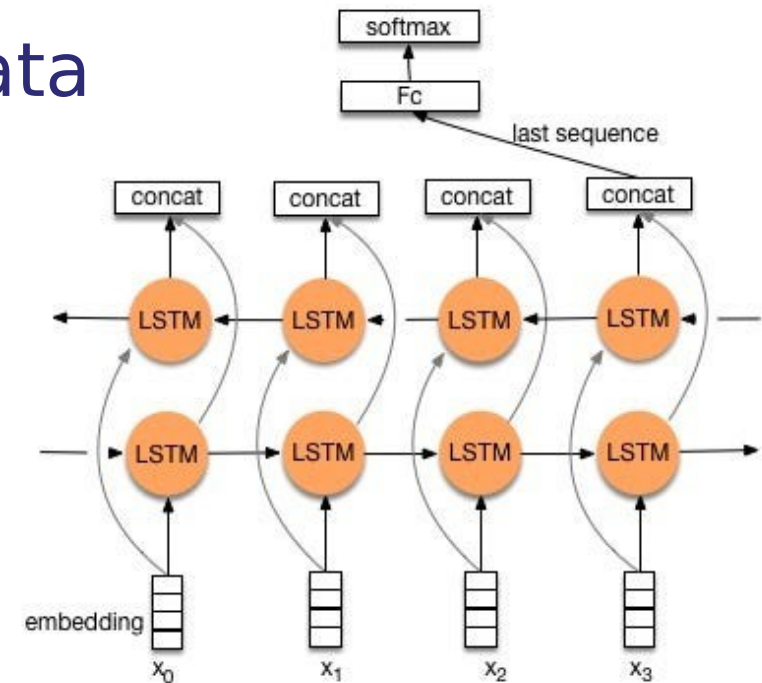 softmax
ata
Fc
last sequence
concat concat concat concat
LSTM LSTM LSTM LSTM
LSTM LSTM LSTM LSTM
embedding
x0 x1 x2 x3